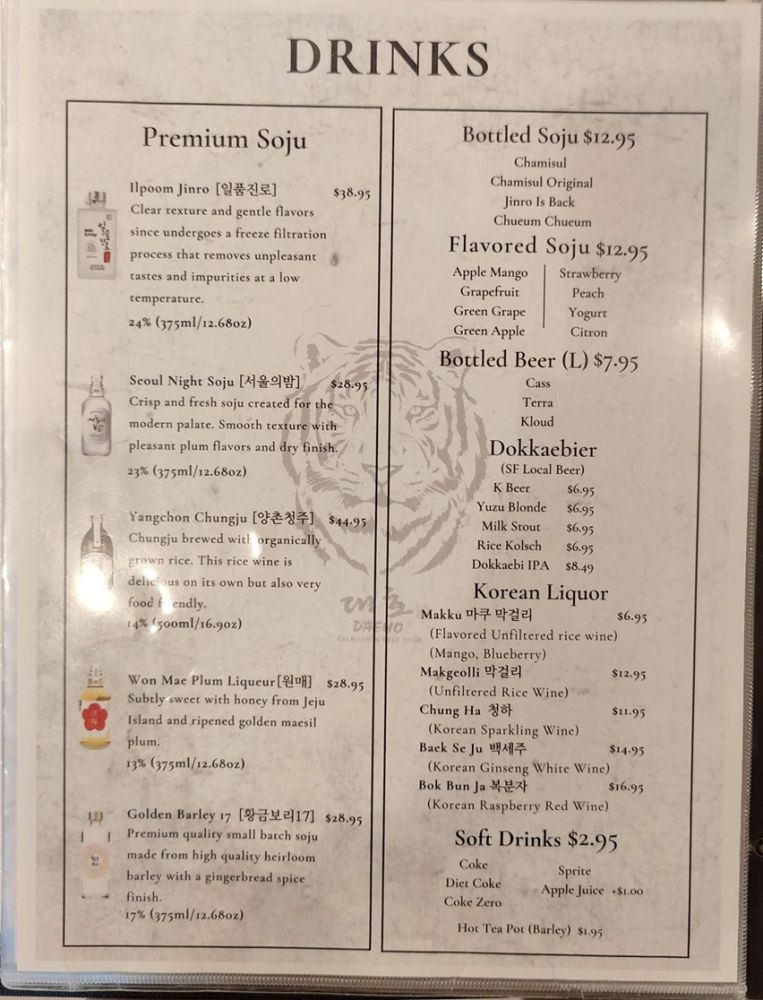 DRINKS
Premium Soju
Ilpoom Jinro [일품진로] $38.95
Clear texture and gentle flavors
since undergoes a freeze filtration
process that removes unpleasant
tastes and impurities at a low
temperature.
24% (375ml/12.68oz)
Seoul Night Soju [서울의밤] $28.95
Crisp and fresh soju created for the
modern palate. Smooth texture with
pleasant plum flavors and dry finish.
23% (375ml/12.68oz)
Yangchon Chungju [양촌청주] $44.95
Chungju brewed with organically
grown rice. This rice wine is
delicious on its own but also very
food friendly.
14% (500ml/16.9oz)
Won Mae Plum Liqueur[원매] $28.95
Subtly sweet with honey from Jeju
Island and ripened golden maesil
plum.
13% (375ml/12.68oz)
Golden Barley 17 [황금보리17] $28.95
Premium quality small batch soju
made from high quality heirloom
barley with a gingerbread spice
finish.
17% (375ml/12.68oz)
Bottled Soju $12.95
Chamisul
Chamisul Original
Jinro Is Back
Chueum Chueum
Flavored Soju $12.95
Apple Mango Strawberry
Grapefruit Peach
Green Grape Yogurt
Green Apple Citron
Bottled Beer (L) $7.95
Cass
Terra
Kloud
Dokkaebier
(SF Local Beer)
K Beer $6.95
Yuzu Blonde $6.95
Milk Stout $6.95
Rice Kolsch $6.95
Dokkaebi IPA $8.49
Korean Liquor
Makku 마쿠 막걸리 $6.95
(Flavored Unfiltered rice wine)
(Mango, Blueberry)
Makgeolli 막걸리 $12.95
(Unfiltered Rice Wine)
Chung Ha 청하 $11.95
(Korean Sparkling Wine)
Baek Se Ju 백세주 $14.95
(Korean Ginseng White Wine)
Bok Bun Ja 복분자 $16.95
(Korean Raspberry Red Wine)
Soft Drinks $2.95
Coke Sprite
Diet Coke Apple Juice +$1.00
Coke Zero
Hot Tea Pot (Barley) $1.95
대호
DAEHO